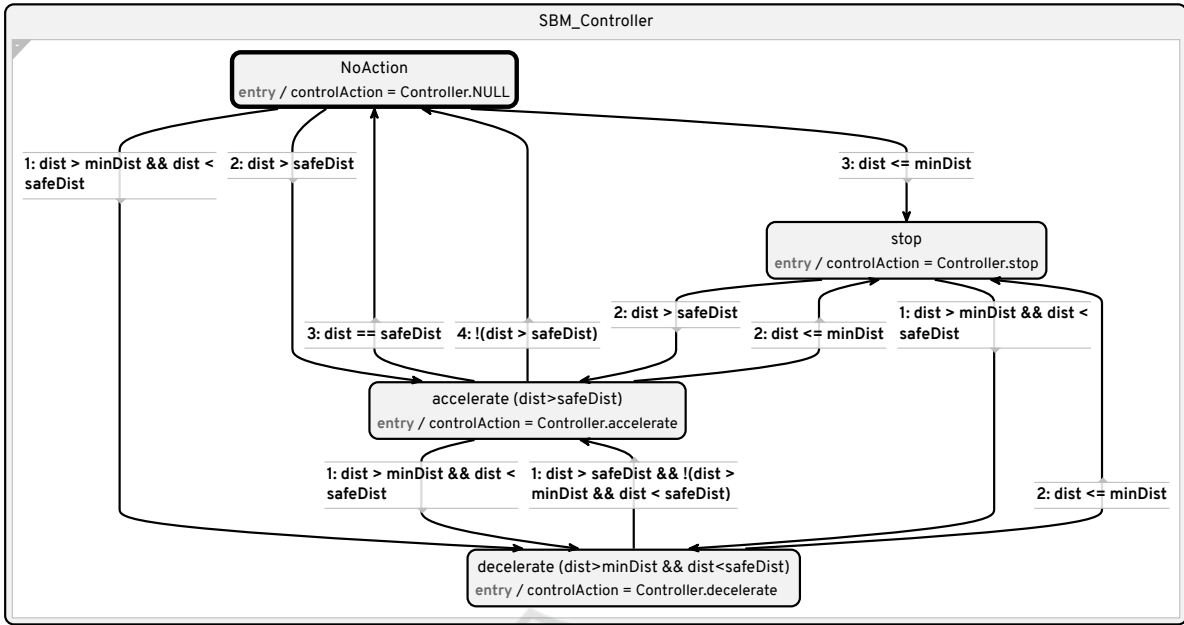 SBM_Controller
-
NoAction
entry / controlAction = Controller.NULL
1: dist > minDist && dist <
safeDist
2: dist > safeDist
3: dist <= minDist
stop
entry / controlAction = Controller.stop
3: dist == safeDist
4: !(dist > safeDist)
2: dist > safeDist
2: dist <= minDist
1: dist > minDist && dist <
safeDist
accelerate (dist>safeDist)
entry / controlAction = Controller.accelerate
1: dist > minDist && dist <
safeDist
1: dist > safeDist && !(dist >
minDist && dist < safeDist)
2: dist <= minDist
decelerate (dist>minDist && dist<safeDist)
entry / controlAction = Controller.decelerate